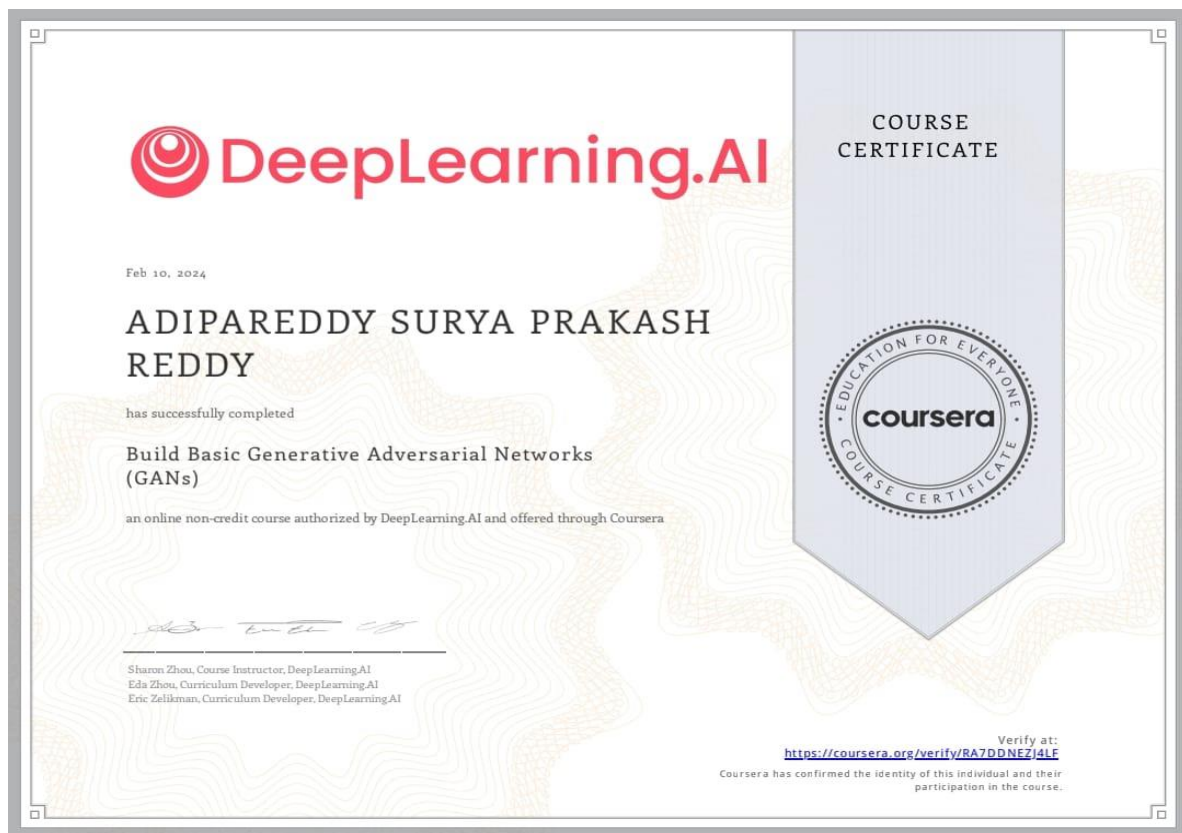 DeepLearning.AI
COURSE
CERTIFICATE
Feb 10, 2024
ADIPAREDDY SURYA PRAKASH
REDDY
has successfully completed
Build Basic Generative Adversarial Networks
(GANs)
an online non-credit course authorized by DeepLearning.AI and offered through Coursera
EDUCATION FOR EVERYONE
coursera
COURSE CERTIFICATE
Sharon Zhou, Course Instructor, DeepLearning.AI
Eda Zhou, Curriculum Developer, DeepLearning.AI
Eric Zelikman, Curriculum Developer, DeepLearning.AI
Verify at:
https://coursera.org/verify/RA7DDNEZJ4LF
Coursera has confirmed the identity of this individual and their
participation in the course.